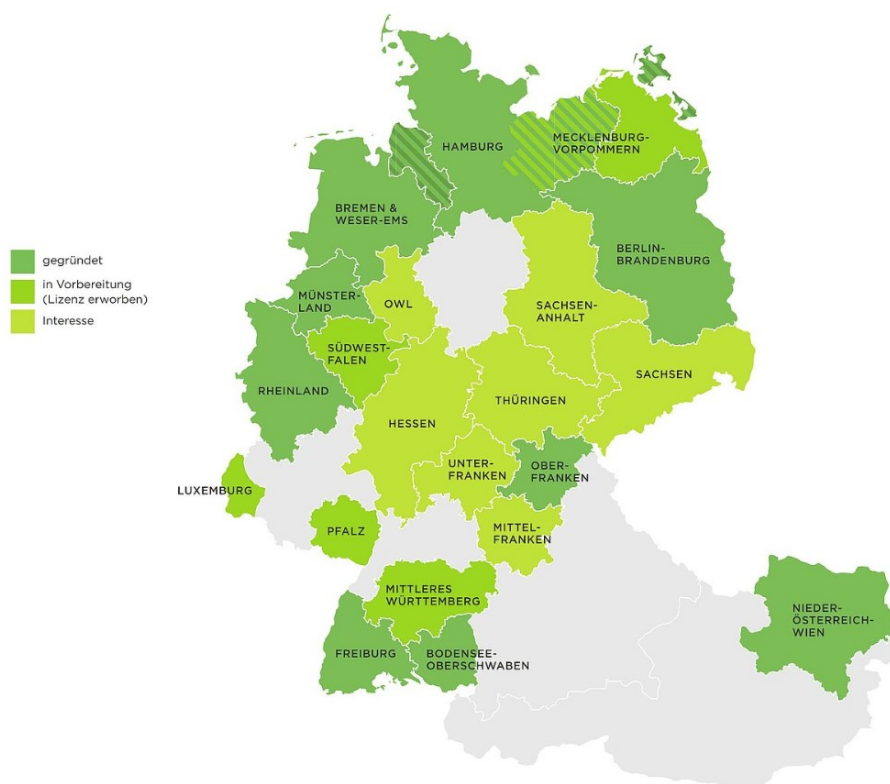 HAMBURG
MECKLENBURG-
VORPOMMERN
BREMEN &
WESER-EMS
BERLIN-
BRANDENBURG
gegründet
in Vorbereitung
(Lizenz erworben)
Interesse
MÜNSTER-
LAND
OWL
SACHSEN-
ANHALT
SÜDWEST-
FALEN
SACHSEN
RHEINLAND
HESSEN
THÜRINGEN
UNTER-
FRANKEN
OBER-
FRANKEN
LUXEMBURG
PFALZ
MITTEL-
FRANKEN
MITTLERES
WÜRTTEMBERG
NIEDER-
ÖSTERREICH-
WIEN
FREIBURG
BODENSEE-
OBERSCHWABEN